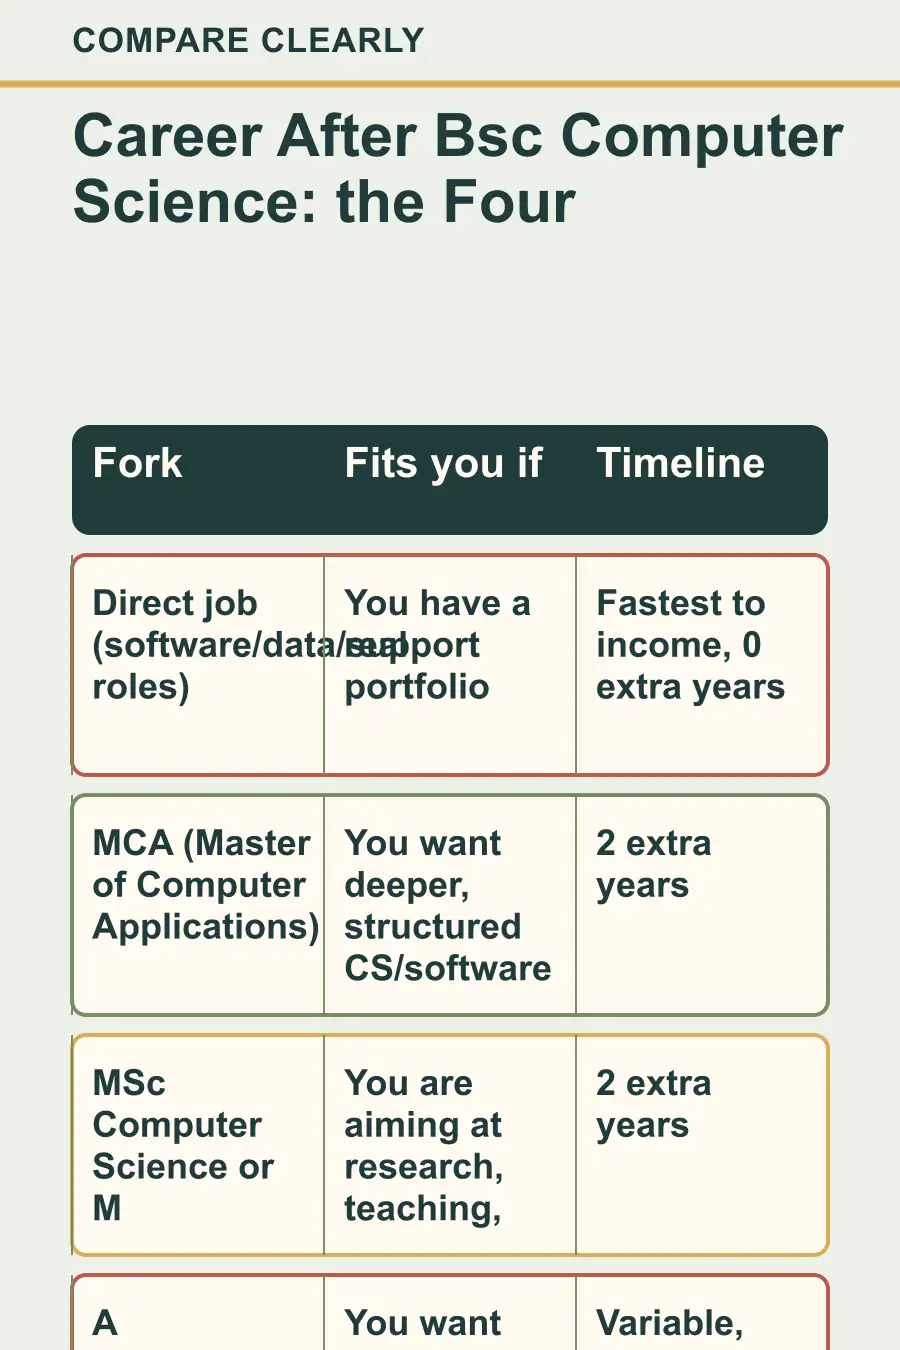 COMPARE CLEARLY
Career After Bsc Computer
Science: the Four
Fork
Fits you if
Timeline
Direct job
(software/data/support
roles)
You have a
real
portfolio
Fastest to
income, 0
extra years
MCA (Master
of Computer
Applications)
You want
deeper,
structured
CS/software
2 extra
years
MSc
Computer
Science or
M
You are
aiming at
research,
teaching,
2 extra
years
A
You want
Variable,